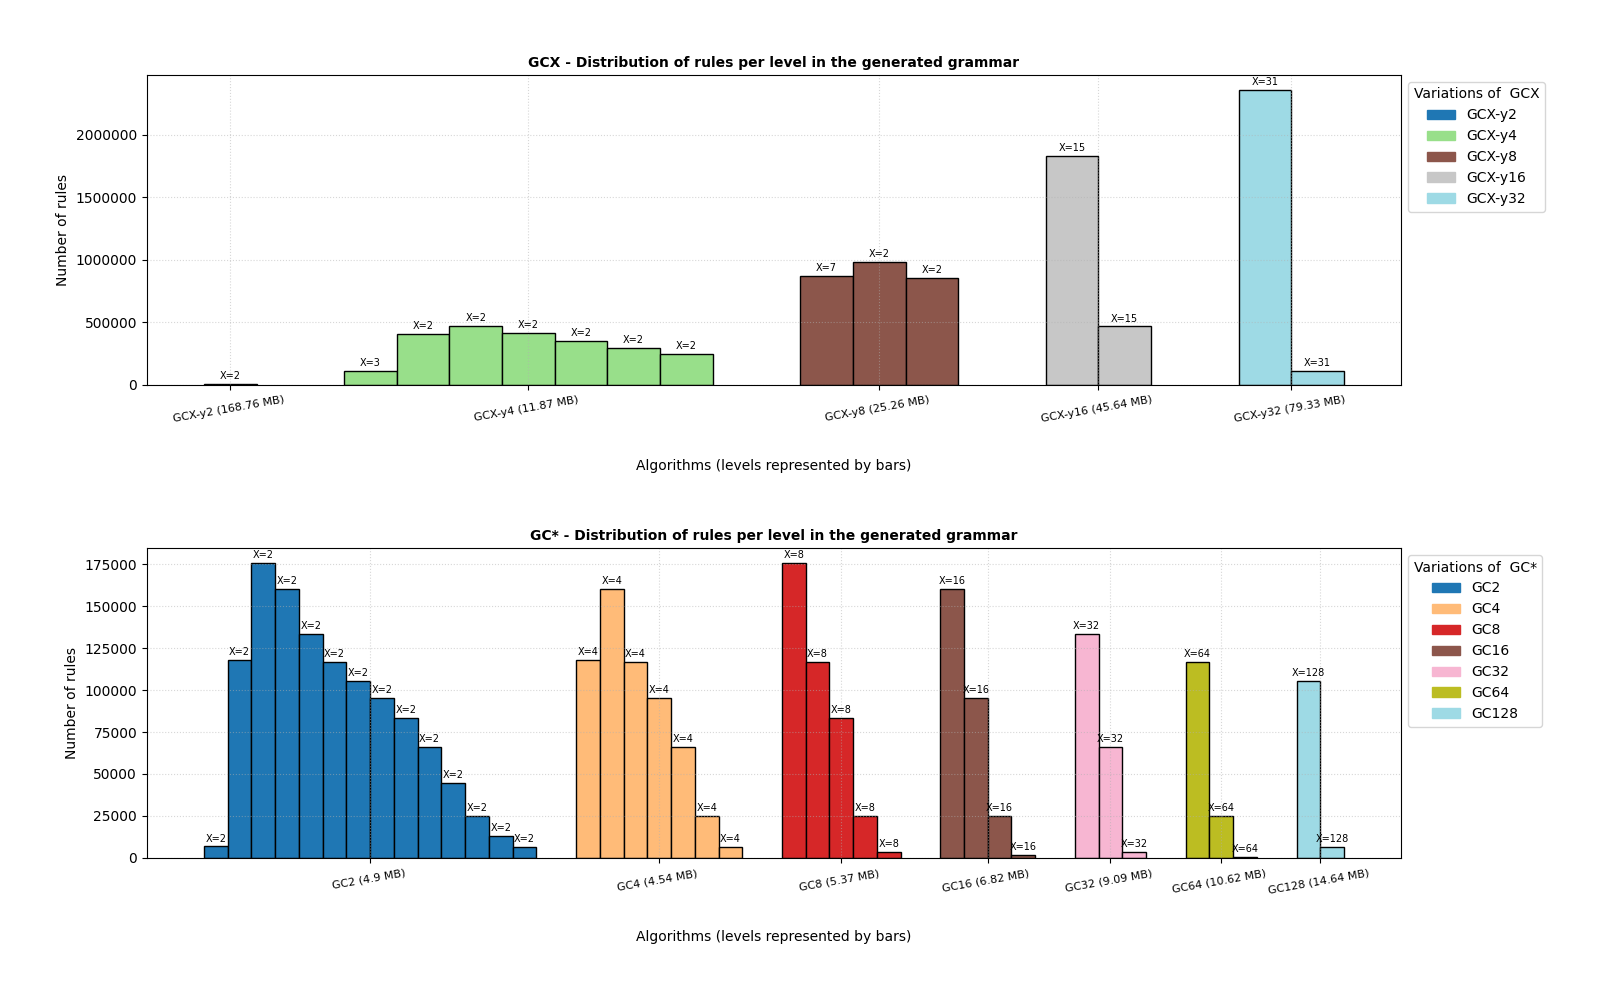 GCX - Distribution of rules per level in the generated grammar
Number of rules
2000000
1500000
1000000
500000
0
X=2
X=3
X=2
X=2
X=2
X=2
X=2
X=2
X=7
X=2
X=2
X=15
X=15
X=31
X=31
GCX-y2 (168.76 MB)
GCX-y4 (11.87 MB)
GCX-y8 (25.26 MB)
GCX-y16 (45.64 MB)
GCX-y32 (79.33 MB)
Algorithms (levels represented by bars)
Variations of  GCX
GCX-y2
GCX-y4
GCX-y8
GCX-y16
GCX-y32
GC* - Distribution of rules per level in the generated grammar
Number of rules
175000
150000
125000
100000
75000
50000
25000
0
X=2
X=2
X=2
X=2
X=2
X=2
X=2
X=2
X=2
X=2
X=2
X=2
X=2
X=2
X=4
X=4
X=4
X=4
X=4
X=4
X=4
X=8
X=8
X=8
X=8
X=8
X=16
X=16
X=16
X=16
X=32
X=32
X=32
X=64
X=64
X=64
X=128
X=128
GC2 (4.9 MB)
GC4 (4.54 MB)
GC8 (5.37 MB)
GC16 (6.82 MB)
GC32 (9.09 MB)
GC64 (10.62 MB)
GC128 (14.64 MB)
Algorithms (levels represented by bars)
Variations of  GC*
GC2
GC4
GC8
GC16
GC32
GC64
GC128